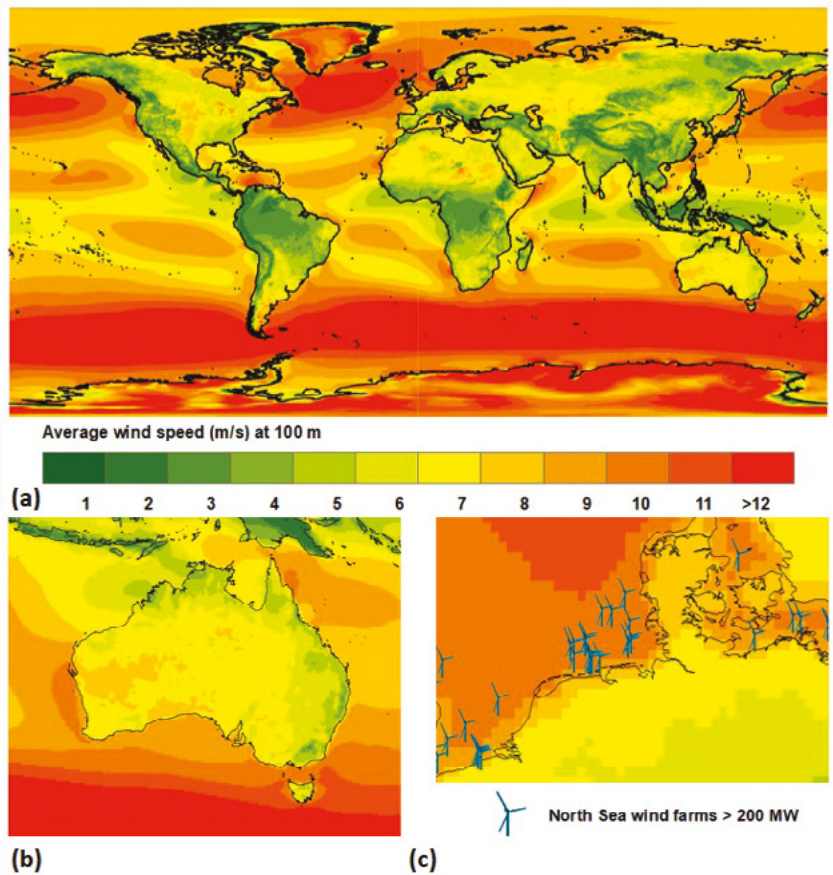 Average wind speed (m/s) at 100 m
(a) 1 2 3 4 5 6 7 8 9 10 11 >12
North Sea wind farms > 200 MW
(b) (c)